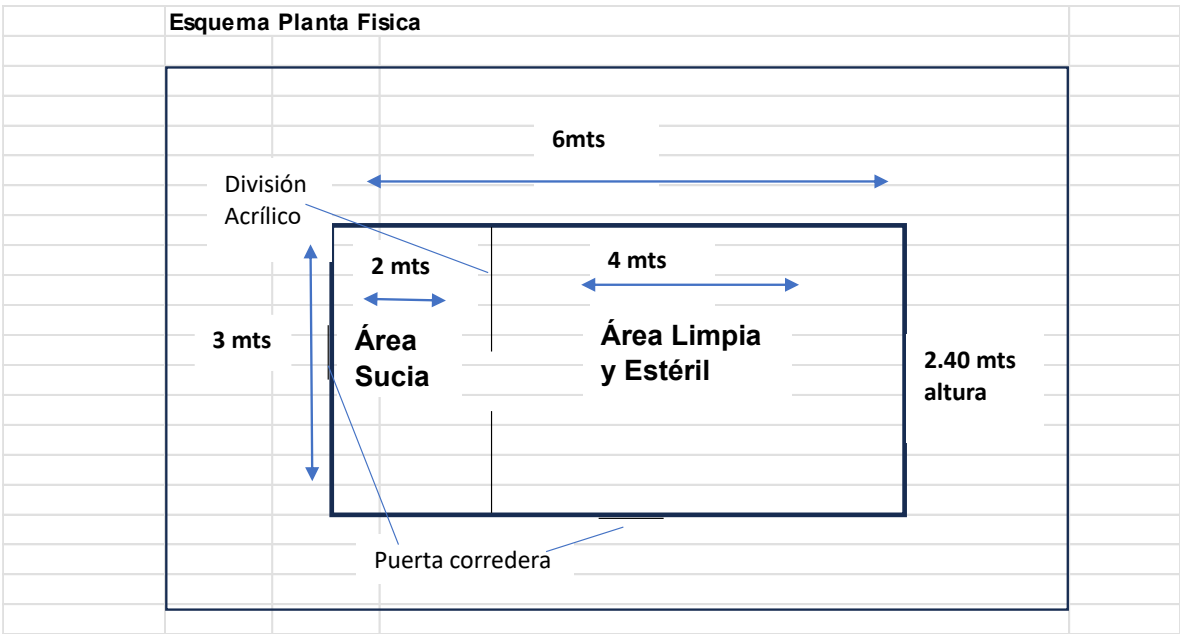 Esquema Planta Fisica
6mts
División
Acrílico
2 mts
4 mts
3 mts
Área
Sucia
Área Limpia
y Estéril
2.40 mts
altura
Puerta corredera